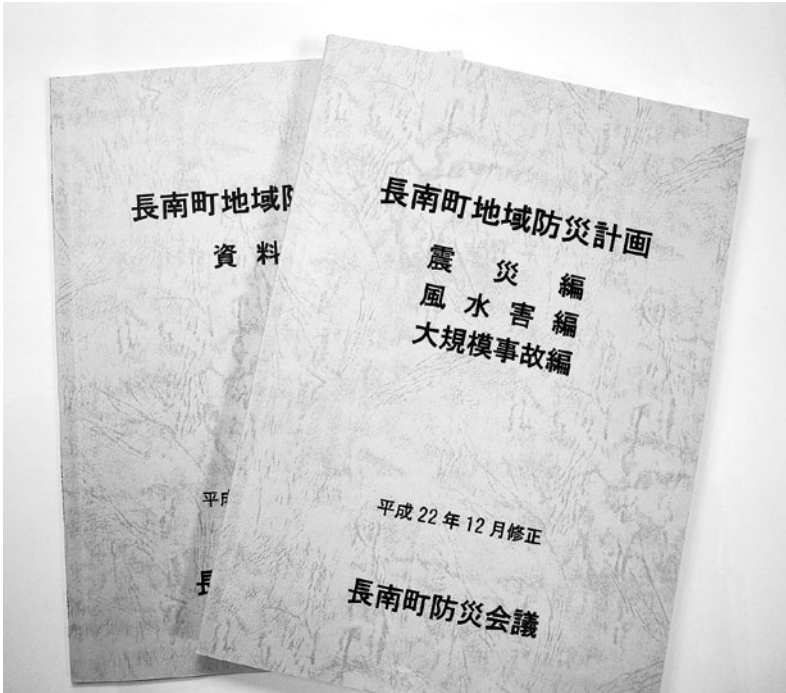 長南町地域防災計画
震災編
風水害編
大規模事故編
平成22年12月修正
長南町防災会議
長南町地域
資料
平成